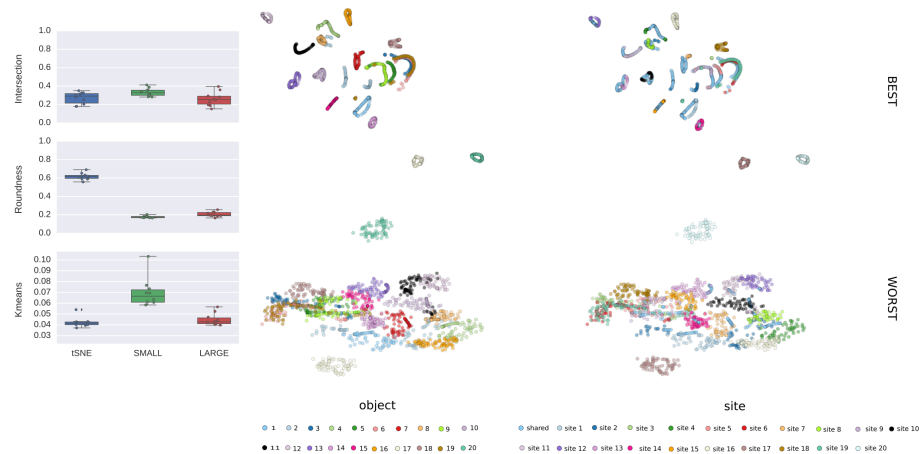 1.0
0.8
0.6
0.4
0.2
0.0
Intersection
1.0
0.8
0.6
0.4
0.2
0.0
Roundness
0.10
0.09
0.08
0.07
0.06
0.05
0.04
0.03
Kmeans
tSNE SMALL LARGE
BEST
WORST
object site
1 2 3 4 5 6 7 8 9 10
11 12 13 14 15 16 17 18 19 20
shared site 1 site 2 site 3 site 4 site 5 site 6 site 7 site 8 site 9 site 10
site 11 site 12 site 13 site 14 site 15 site 16 site 17 site 18 site 19 site 20